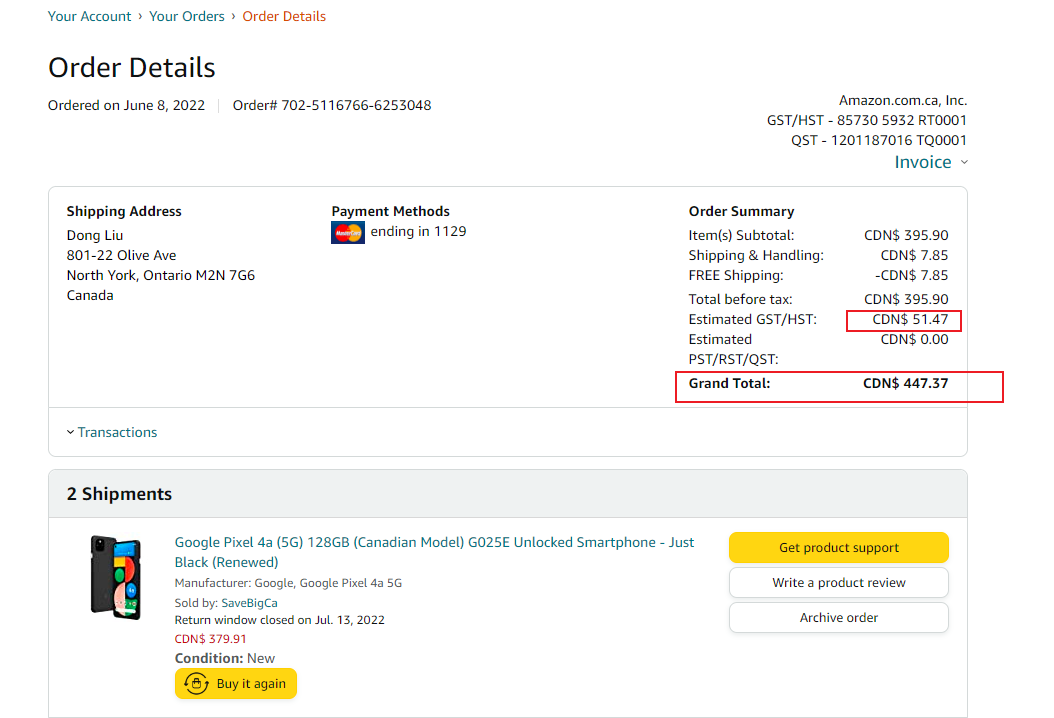 Your Account › Your Orders › Order Details
Order Details
Ordered on June 8, 2022 | Order# 702-5116766-6253048
Amazon.com.ca, Inc.
GST/HST - 85730 5932 RT0001
QST - 1201187016 TQ0001
Invoice
Shipping Address
Dong Liu
801-22 Olive Ave
North York, Ontario M2N 7G6
Canada
Payment Methods
MasterCard ending in 1129
Order Summary
Item(s) Subtotal: CDN$ 395.90
Shipping & Handling: CDN$ 7.85
FREE Shipping: -CDN$ 7.85
Total before tax: CDN$ 395.90
Estimated GST/HST: CDN$ 51.47
Estimated CDN$ 0.00
PST/RST/QST:
Grand Total: CDN$ 447.37
Transactions
2 Shipments
Google Pixel 4a (5G) 128GB (Canadian Model) G025E Unlocked Smartphone - Just
Black (Renewed)
Manufacturer: Google, Google Pixel 4a 5G
Sold by: SaveBigCa
Return window closed on Jul. 13, 2022
CDN$ 379.91
Condition: New
Buy it again
Get product support
Write a product review
Archive order